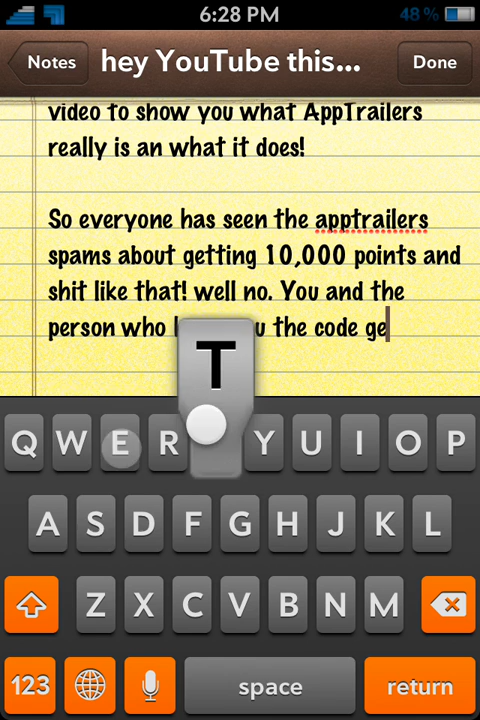 6:28 PM 48 %
Notes hey YouTube this... Done
video to show you what AppTrailers
really is an what it does!
So everyone has seen the apptrailers
spams about getting 10,000 points and
shit like that! well no. You and the
person who the code ge
T
Q W E R Y U I O P
A S D F G H J K L
Z X C V B N M
123 space return